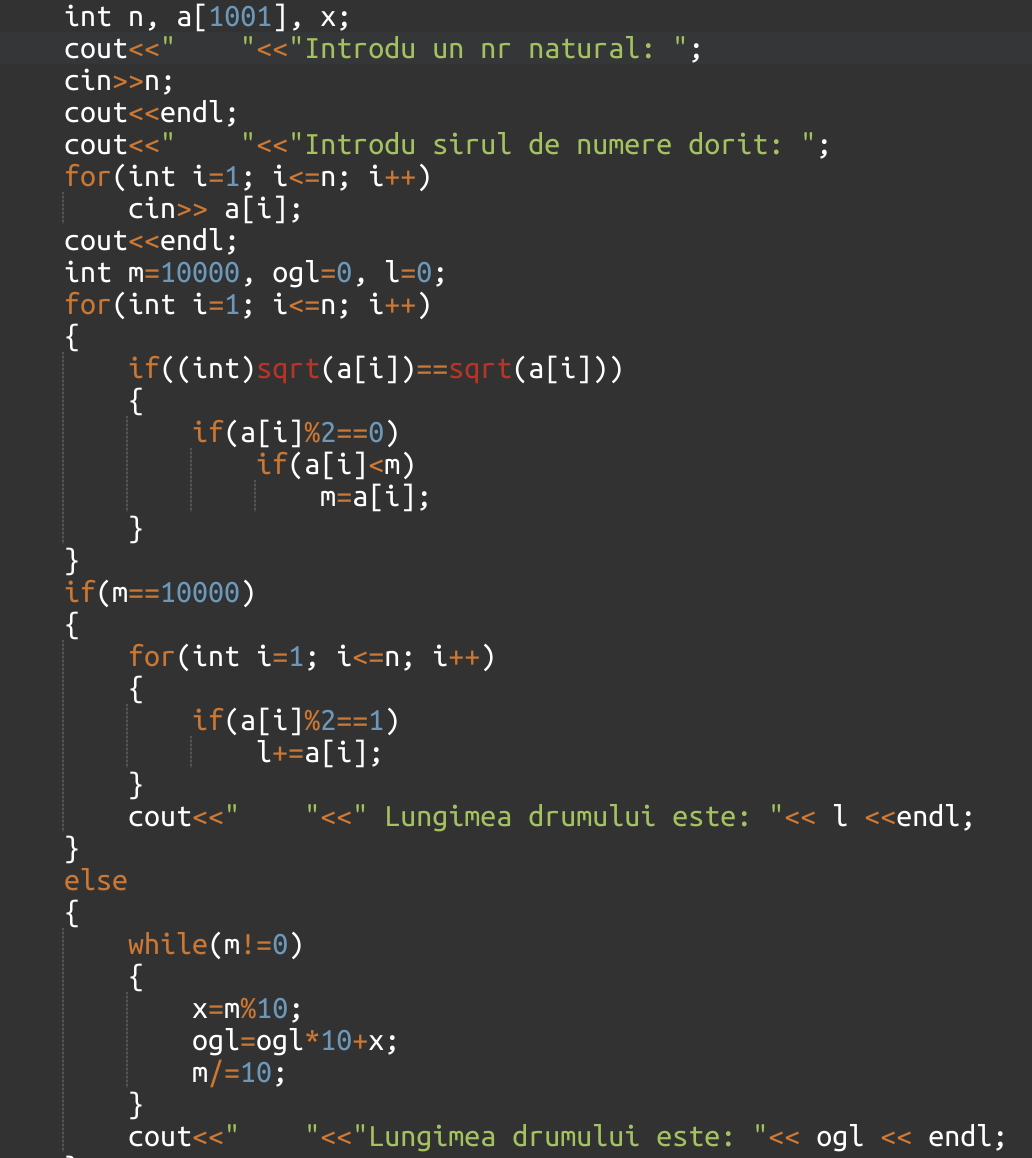 int n, a[1001], x;
cout<<"    "<<"Introdu un nr natural: ";
cin>>n;
cout<<endl;
cout<<"    "<<"Introdu sirul de numere dorit: ";
for(int i=1; i<=n; i++)
    cin>> a[i];
cout<<endl;
int m=10000, ogl=0, l=0;
for(int i=1; i<=n; i++)
{
    if((int)sqrt(a[i])==sqrt(a[i]))
    {
        if(a[i]%2==0)
            if(a[i]<m)
                m=a[i];
    }
}
if(m==10000)
{
    for(int i=1; i<=n; i++)
    {
        if(a[i]%2==1)
            l+=a[i];
    }
    cout<<"    "<<" Lungimea drumului este: "<< l <<endl;
}
else
{
    while(m!=0)
    {
        x=m%10;
        ogl=ogl*10+x;
        m/=10;
    }
    cout<<"    "<<"Lungimea drumului este: "<< ogl << endl;